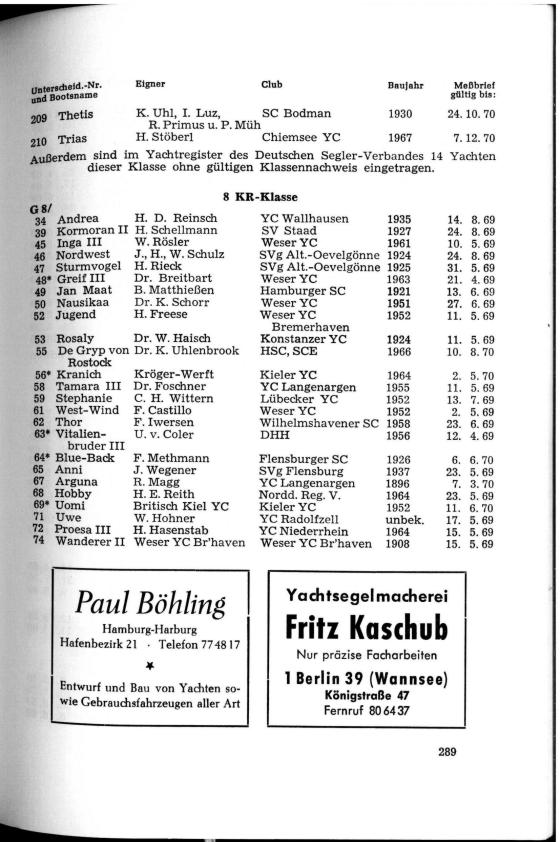 Unterscheid.-Nr. und Bootsname Eigner Club Baujahr Meßbrief gültig bis:
209 Thetis K. Uhl, I. Luz, SC Bodman 1930 24. 10. 70
R. Primus u. P. Müh
210 Trias H. Stöberl Chiemsee YC 1967 7. 12. 70
Außerdem sind im Yachtregister des Deutschen Segler-Verbandes 14 Yachten
dieser Klasse ohne gültigen Klassennachweis eingetragen.
8 KR-Klasse
G 8/
34 Andrea H. D. Reinsch YC Wallhausen 1935 14. 8. 69
39 Kormoran II H. Schellmann SV Staad 1927 24. 8. 69
45 Inga III W. Rösler Weser YC 1961 10. 5. 69
46 Nordwest J., H., W. Schulz SVg Alt.-Oevelgönne 1924 24. 8. 69
47 Sturmvogel H. Rieck SVg Alt.-Oevelgönne 1925 31. 5. 69
48* Greif III Dr. Breitbart Weser YC 1963 21. 4. 69
49 Jan Maat B. Matthießen Hamburger SC 1921 13. 6. 69
50 Nausikaa Dr. K. Schorr Weser YC 1951 27. 6. 69
52 Jugend H. Freese Weser YC 1952 11. 5. 69
Bremerhaven
53 Rosaly Dr. W. Haisch Konstanzer YC 1924 11. 5. 69
55 De Gryp von Dr. K. Uhlenbrook HSC, SCE 1966 10. 8. 70
Rostock
56* Kranich Kröger-Werft Kieler YC 1964 2. 5. 70
58 Tamara III Dr. Foschner YC Langenargen 1955 11. 5. 69
59 Stephanie C. H. Wittern Lübecker YC 1952 13. 7. 69
61 West-Wind F. Castillo Weser YC 1952 2. 5. 69
62 Thor F. Iwersen Wilhelmshavener SC 1958 23. 6. 69
63* Vitalien- U. v. Coler DHH 1956 12. 4. 69
bruder III
64* Blue-Back F. Methmann Flensburger SC 1926 6. 6. 70
65 Anni J. Wegener SVg Flensburg 1937 23. 5. 69
67 Arguna R. Magg YC Langenargen 1896 7. 3. 70
68 Hobby H. E. Reith Nordd. Reg. V. 1964 23. 5. 69
69* Uomi Britisch Kiel YC Kieler YC 1952 11. 6. 70
71 Uwe W. Hohner YC Radolfzell unbek. 17. 5. 69
72 Proesa III H. Hasenstab YC Niederrhein 1964 15. 5. 69
74 Wanderer II Weser YC Br'haven Weser YC Br'haven 1908 15. 5. 69
Paul Böhling
Hamburg-Harburg
Hafenbezirk 21 · Telefon 77 48 17
Entwurf und Bau von Yachten so-
wie Gebrauchsfahrzeugen aller Art
Yachtsegelmacherei
Fritz Kaschub
Nur präzise Facharbeiten
1 Berlin 39 (Wannsee)
Königstraße 47
Fernruf 80 64 37
289